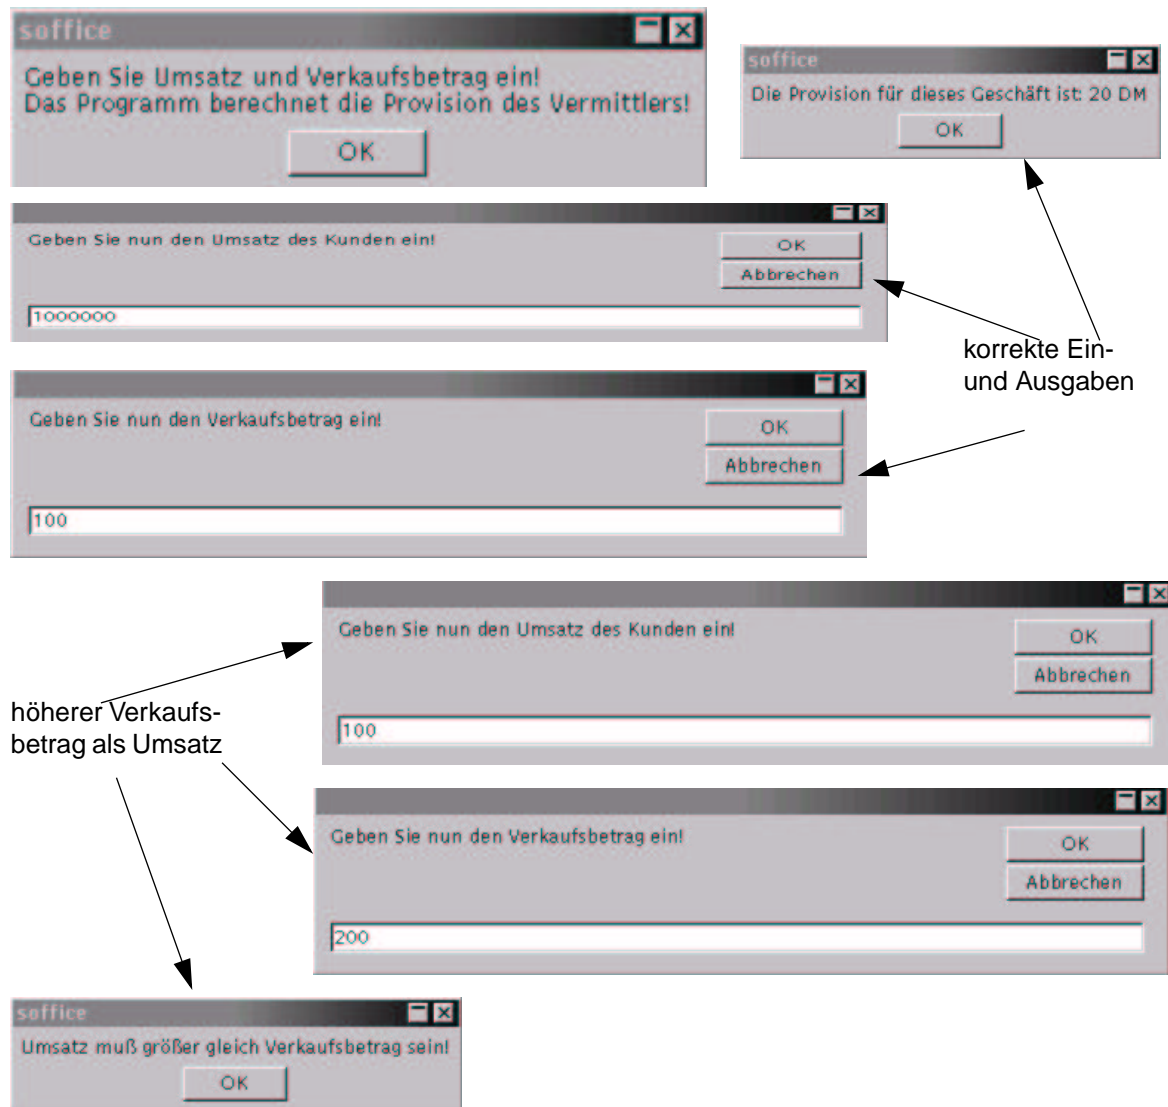 soffice
Geben Sie Umsatz und Verkaufsbetrag ein!
Das Programm berechnet die Provision des Vermittlers!
OK
soffice
Die Provision für dieses Geschäft ist: 20 DM
OK
Geben Sie nun den Umsatz des Kunden ein!
OK
Abbrechen
1000000
korrekte Ein-
und Ausgaben
Geben Sie nun den Verkaufsbetrag ein!
OK
Abbrechen
100
Geben Sie nun den Umsatz des Kunden ein!
OK
Abbrechen
100
höherer Verkaufs-
betrag als Umsatz
Geben Sie nun den Verkaufsbetrag ein!
OK
Abbrechen
200
soffice
Umsatz muß größer gleich Verkaufsbetrag sein!
OK